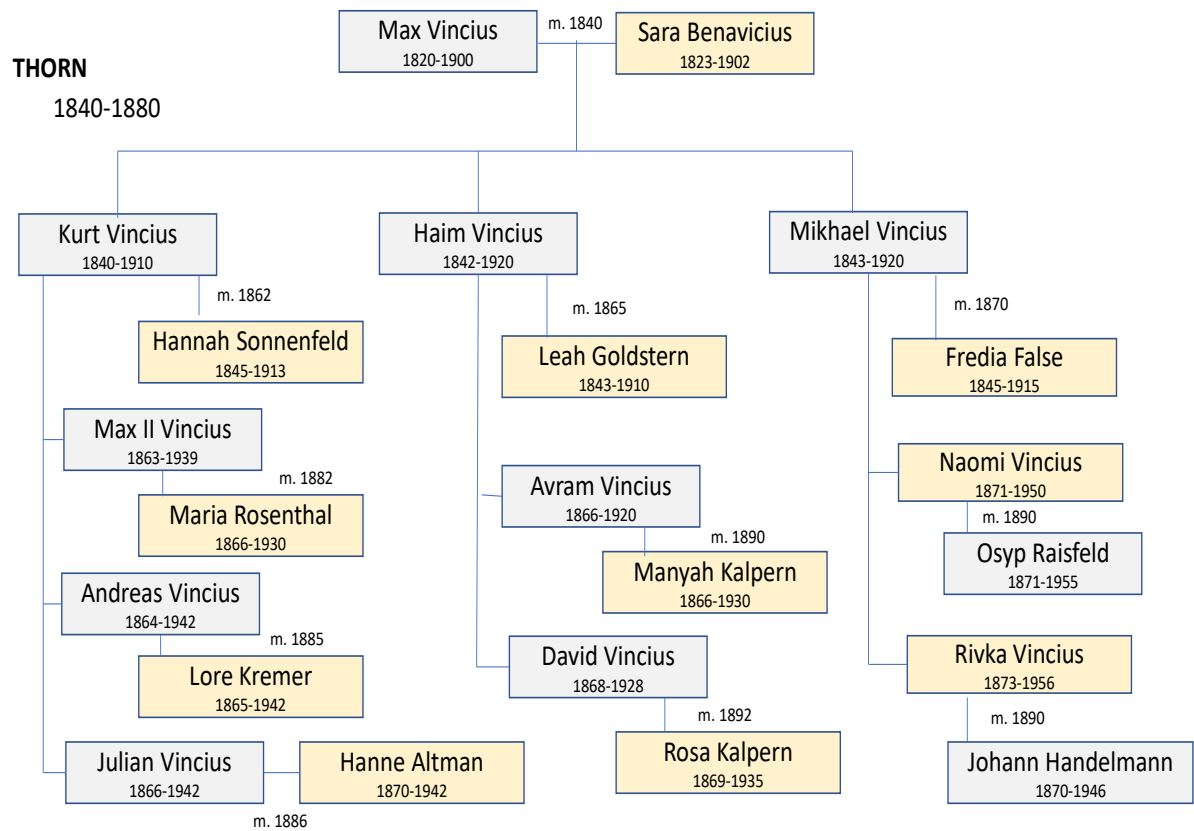 m. 1840
Max Vincius
1820-1900
Sara Benavicius
1823-1902
THORN
1840-1880
Kurt Vincius
1840-1910
Haim Vincius
1842-1920
Mikhael Vincius
1843-1920
m. 1862
Hannah Sonnenfeld
1845-1913
m. 1865
Leah Goldstern
1843-1910
m. 1870
Fredia False
1845-1915
Max II Vincius
1863-1939
m. 1882
Maria Rosenthal
1866-1930
Avram Vincius
1866-1920
m. 1890
Manyah Kalpern
1866-1930
Naomi Vincius
1871-1950
m. 1890
Osyp Raisfeld
1871-1955
Andreas Vincius
1864-1942
m. 1885
Lore Kremer
1865-1942
David Vincius
1868-1928
m. 1892
Rosa Kalpern
1869-1935
Rivka Vincius
1873-1956
m. 1890
Johann Handelmann
1870-1946
Julian Vincius
1866-1942
Hanne Altman
1870-1942
m. 1886